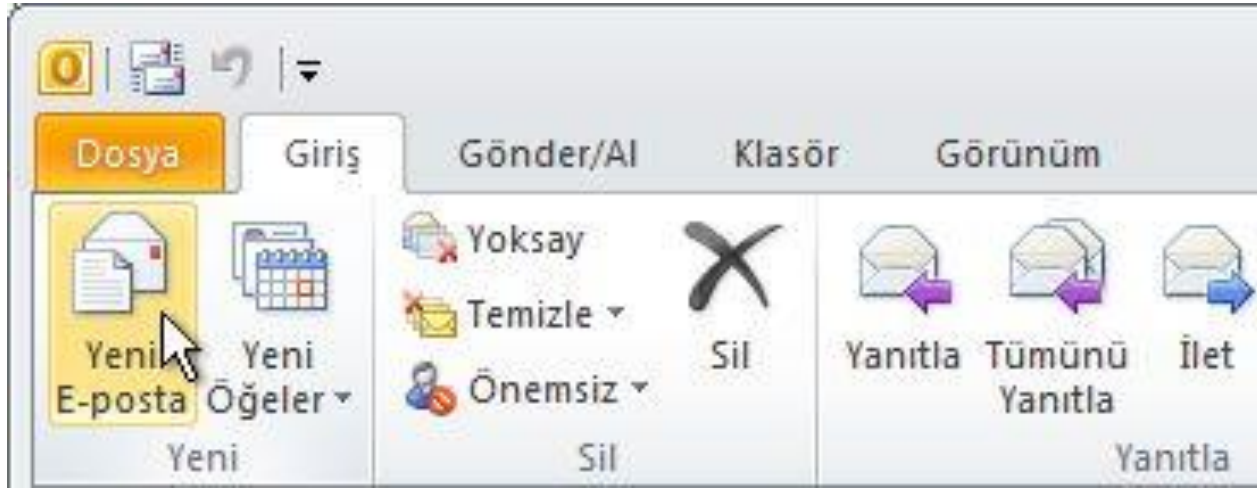 Dosya Giriş Gönder/Al Klasör Görünüm
Yoksay
Temizle
Önemsiz
Yeni E-posta
Yeni Öğeler
Sil
Yanıtla
Tümünü Yanıtla
İlet
Yeni
Sil
Yanıtla